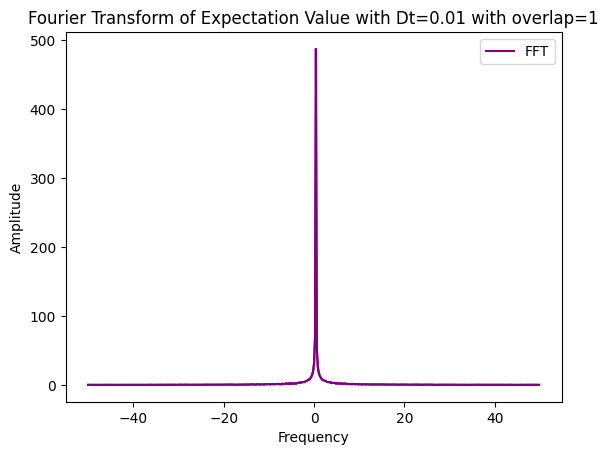 Fourier Transform of Expectation Value with Dt=0.01 with overlap=1
FFT
Amplitude
500
400
300
200
100
0
−40
−20
0
20
40
Frequency